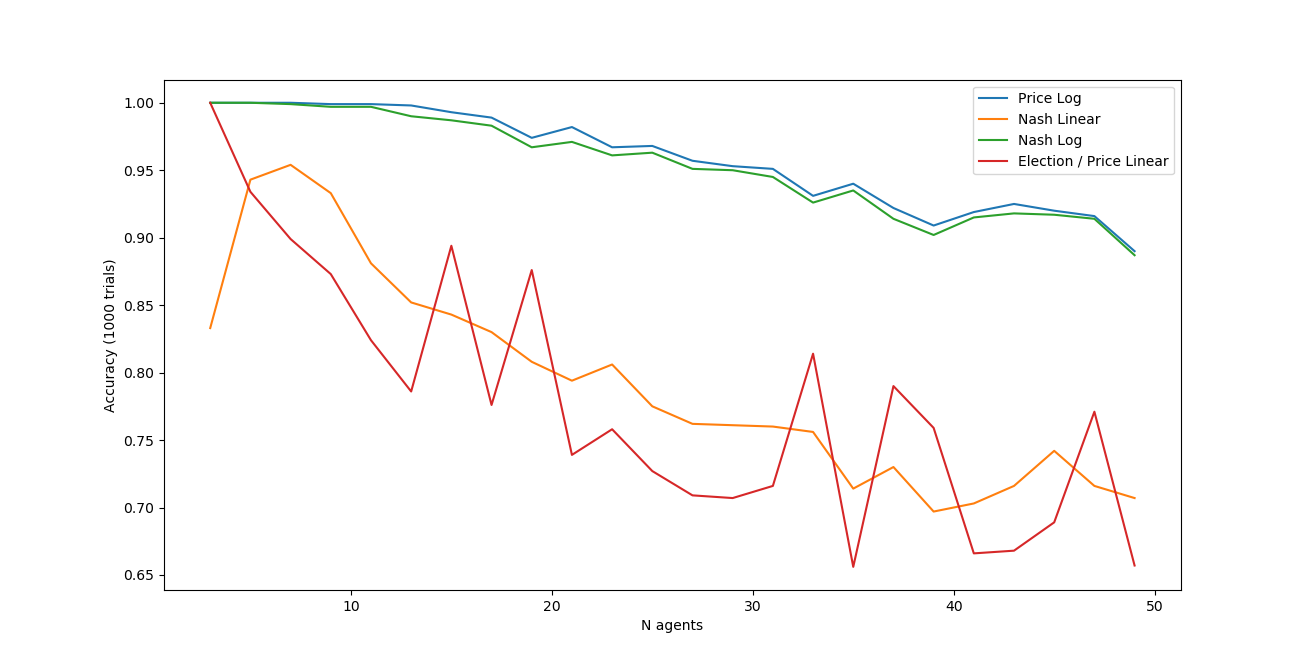 Price Log
Nash Linear
Nash Log
Election / Price Linear
Accuracy (1000 trials)
1.00
0.95
0.90
0.85
0.80
0.75
0.70
0.65
10 20 30 40 50
N agents